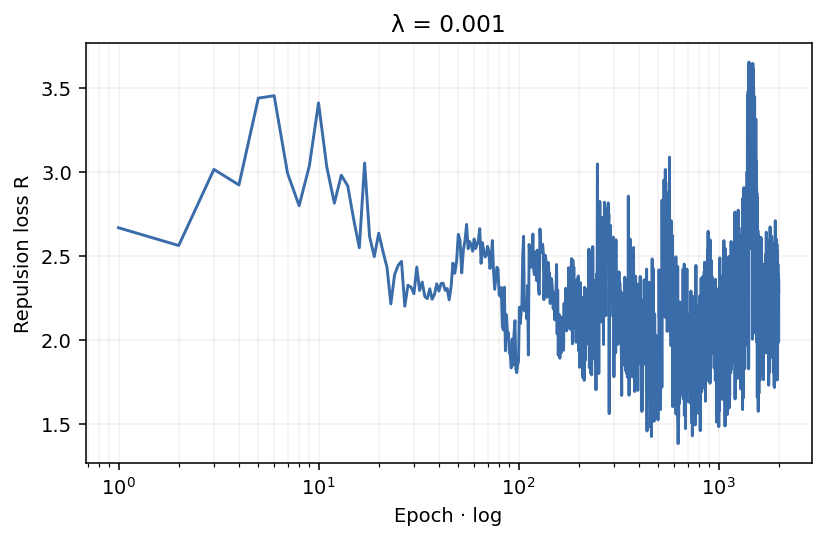 λ = 0.001
Repulsion loss R
3.5
3.0
2.5
2.0
1.5
10⁰ 10¹ 10² 10³
Epoch · log